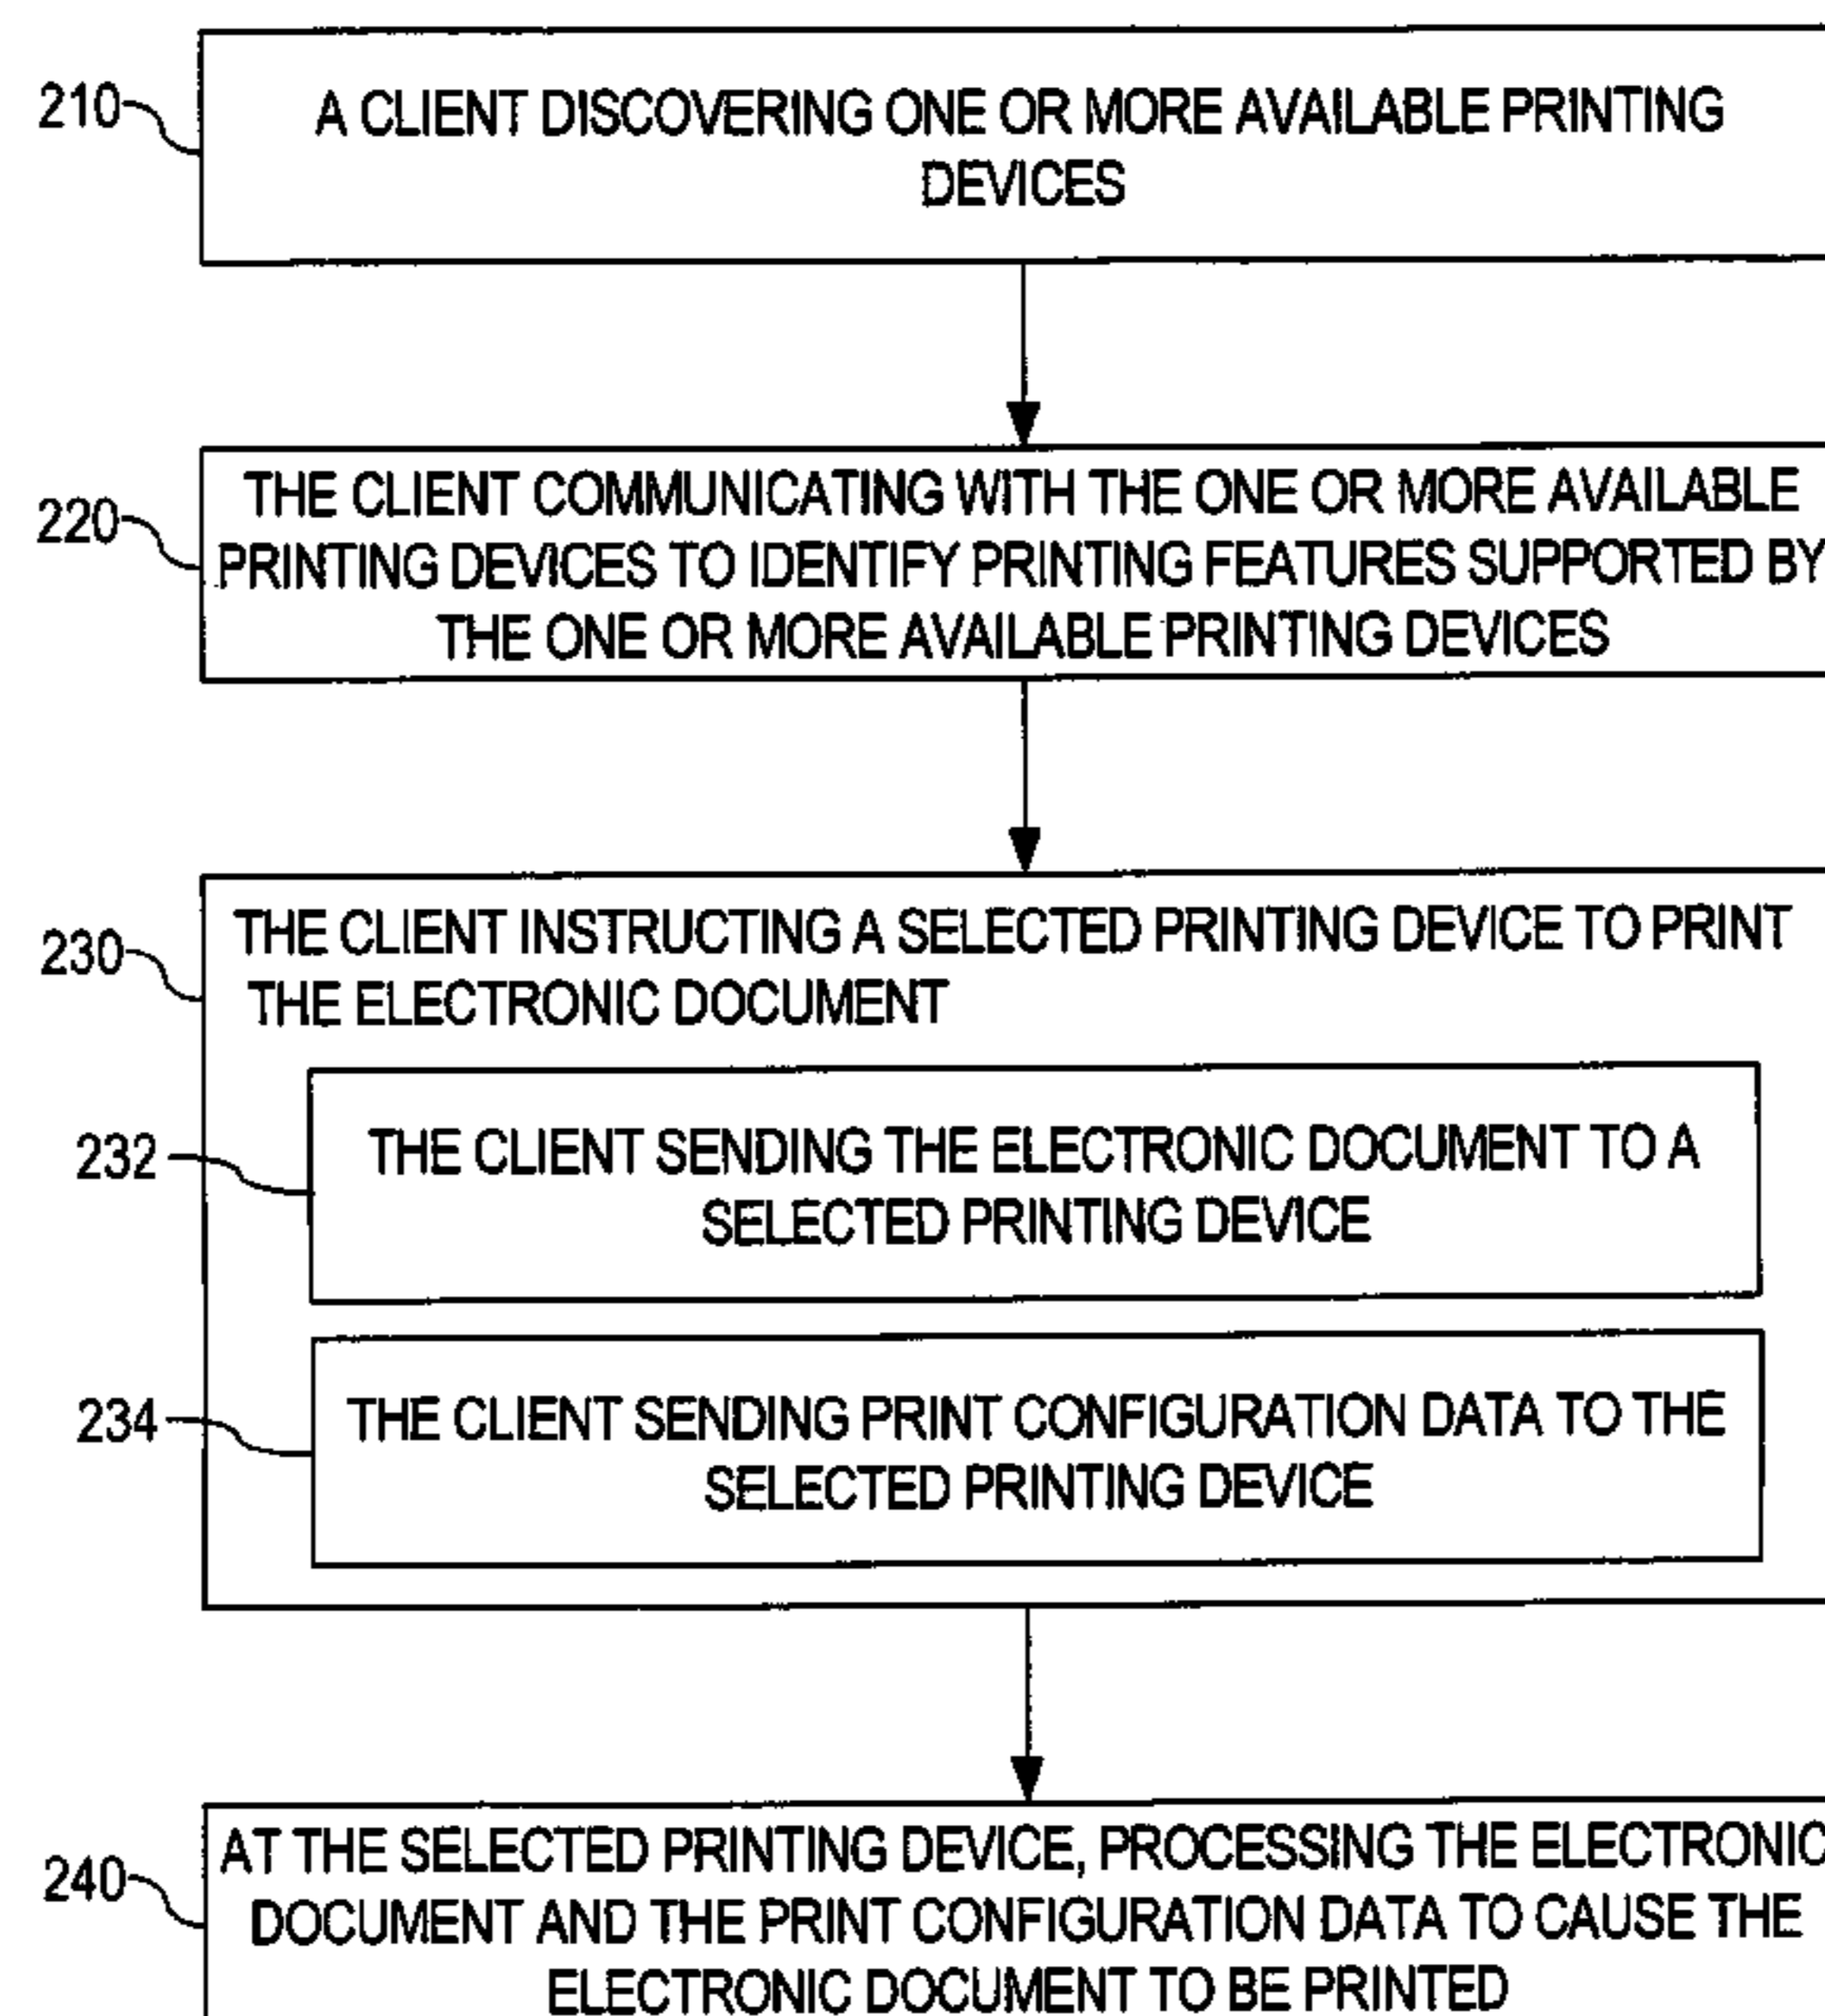 210
A CLIENT DISCOVERING ONE OR MORE AVAILABLE PRINTING
DEVICES
220
THE CLIENT COMMUNICATING WITH THE ONE OR MORE AVAILABLE
PRINTING DEVICES TO IDENTIFY PRINTING FEATURES SUPPORTED BY
THE ONE OR MORE AVAILABLE PRINTING DEVICES
230
THE CLIENT INSTRUCTING A SELECTED PRINTING DEVICE TO PRINT
THE ELECTRONIC DOCUMENT
232
THE CLIENT SENDING THE ELECTRONIC DOCUMENT TO A
SELECTED PRINTING DEVICE
234
THE CLIENT SENDING PRINT CONFIGURATION DATA TO THE
SELECTED PRINTING DEVICE
240
AT THE SELECTED PRINTING DEVICE, PROCESSING THE ELECTRONIC
DOCUMENT AND THE PRINT CONFIGURATION DATA TO CAUSE THE
ELECTRONIC DOCUMENT TO BE PRINTED